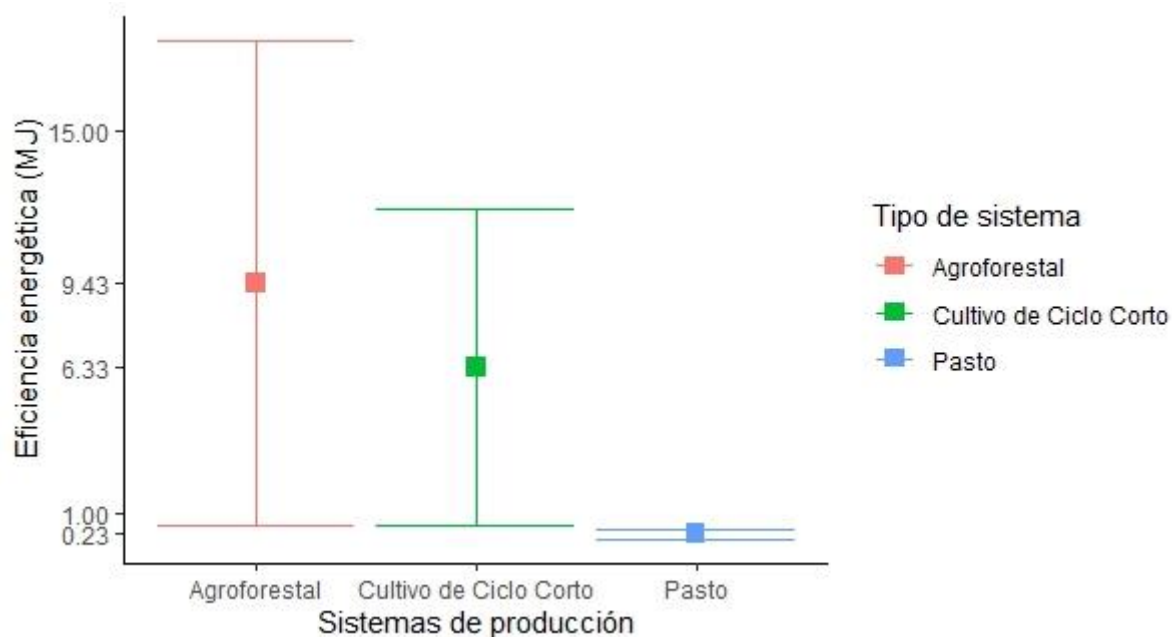 Eficiencia energética (MJ)
15.00
9.43
6.33
1.00
0.23
Agroforestal
Cultivo de Ciclo Corto
Pasto
Sistemas de producción
Tipo de sistema
Agroforestal
Cultivo de Ciclo Corto
Pasto